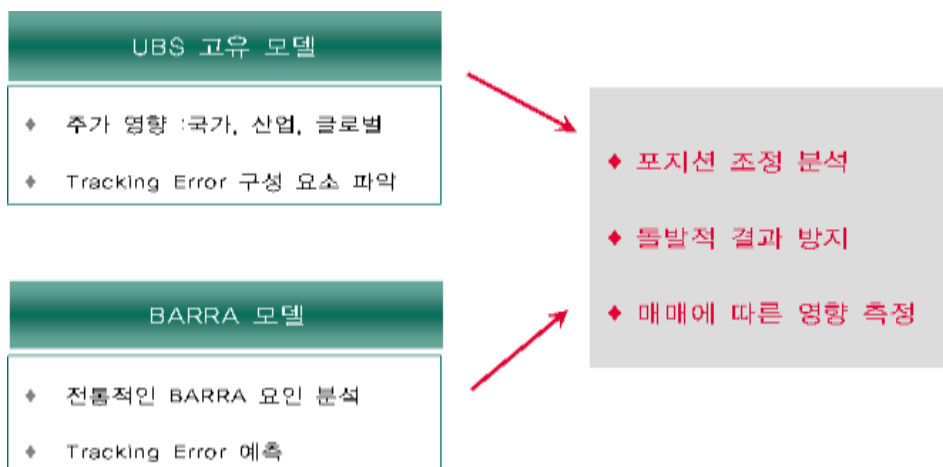 UBS 고유 모델
♦ 주가 영향 :국가, 산업, 글로벌
♦ Tracking Error 구성 요소 파악
♦ 포지션 조정 분석
♦ 돌발적 결과 방지
♦ 매매에 따른 영향 측정
BARRA 모델
♦ 전통적인 BARRA 요인 분석
♦ Tracking Error 예측